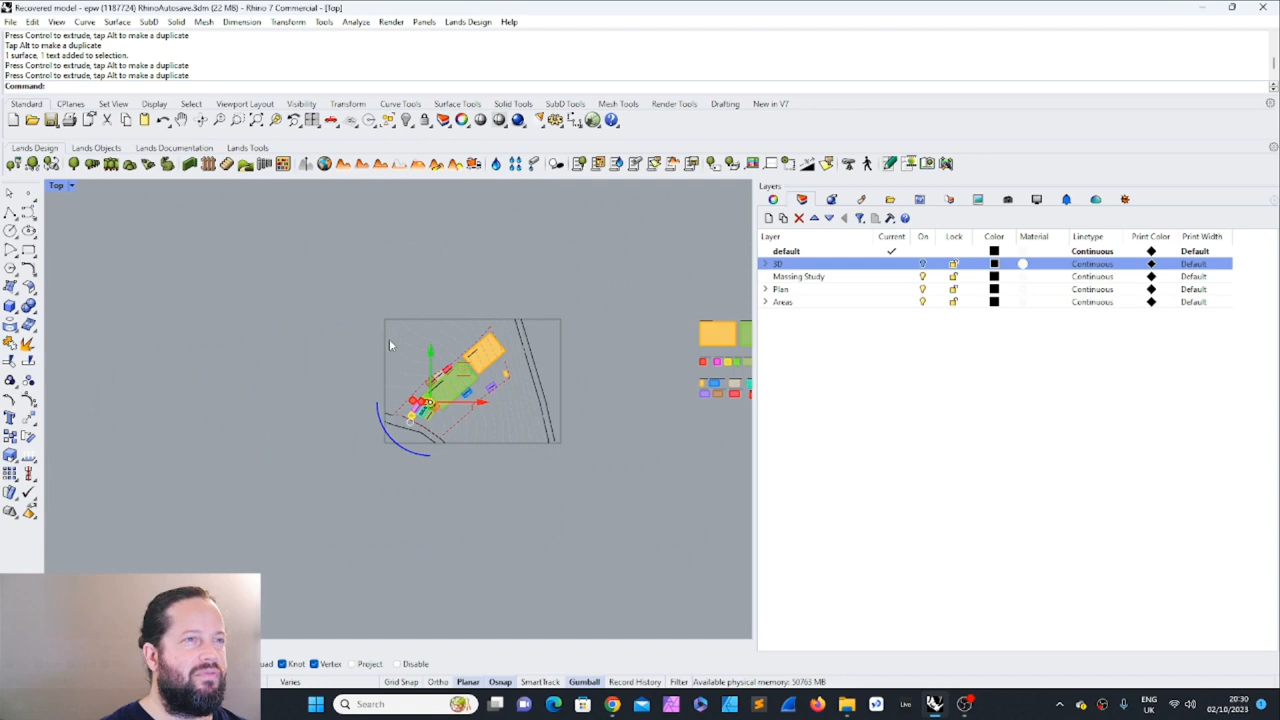 Recovered model - epw (1187724) RhinoAutosave.3dm (22 MB) - Rhino 7 Commercial - [Top]
File Edit View Curve Surface SubD Solid Mesh Dimension Transform Tools Analyze Render Panels Lands Design Help
Press Control to extrude, tap Alt to make a duplicate
Tap Alt to make a duplicate
1 surface, 1 text added to selection.
Press Control to extrude, tap Alt to make a duplicate
Press Control to extrude, tap Alt to make a duplicate
Command:
Standard CPlanes Set View Display Select Viewport Layout Visibility Transform Curve Tools Surface Tools Solid Tools SubD Tools Mesh Tools Render Tools Drafting New in V7
Lands Design Lands Objects Lands Documentation Lands Tools
Top
Layers
Layer Current On Lock Color Material Linetype Print Color Print Width
default Continuous Default
3D Continuous Default
Massing Study Continuous Default
Plan Continuous Default
Areas Continuous Default
uad Knot Vertex Project Disable
Varies Grid Snap Ortho Planar Osnap SmartTrack Gumball Record History Filter Available physical memory: 50763 MB
Search
Live
ENG
UK
20:30
02/10/2023